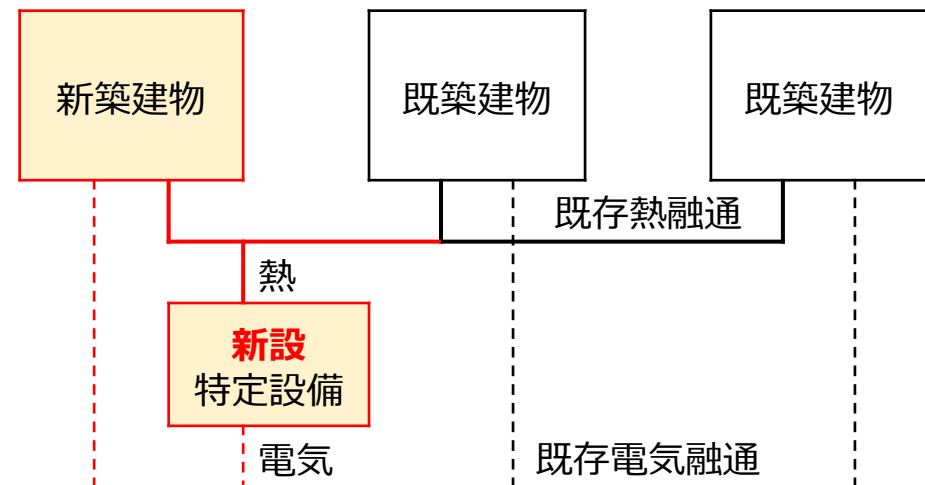 新築建物
既築建物
既築建物
既存熱融通
熱
新設
特定設備
電気
既存電気融通